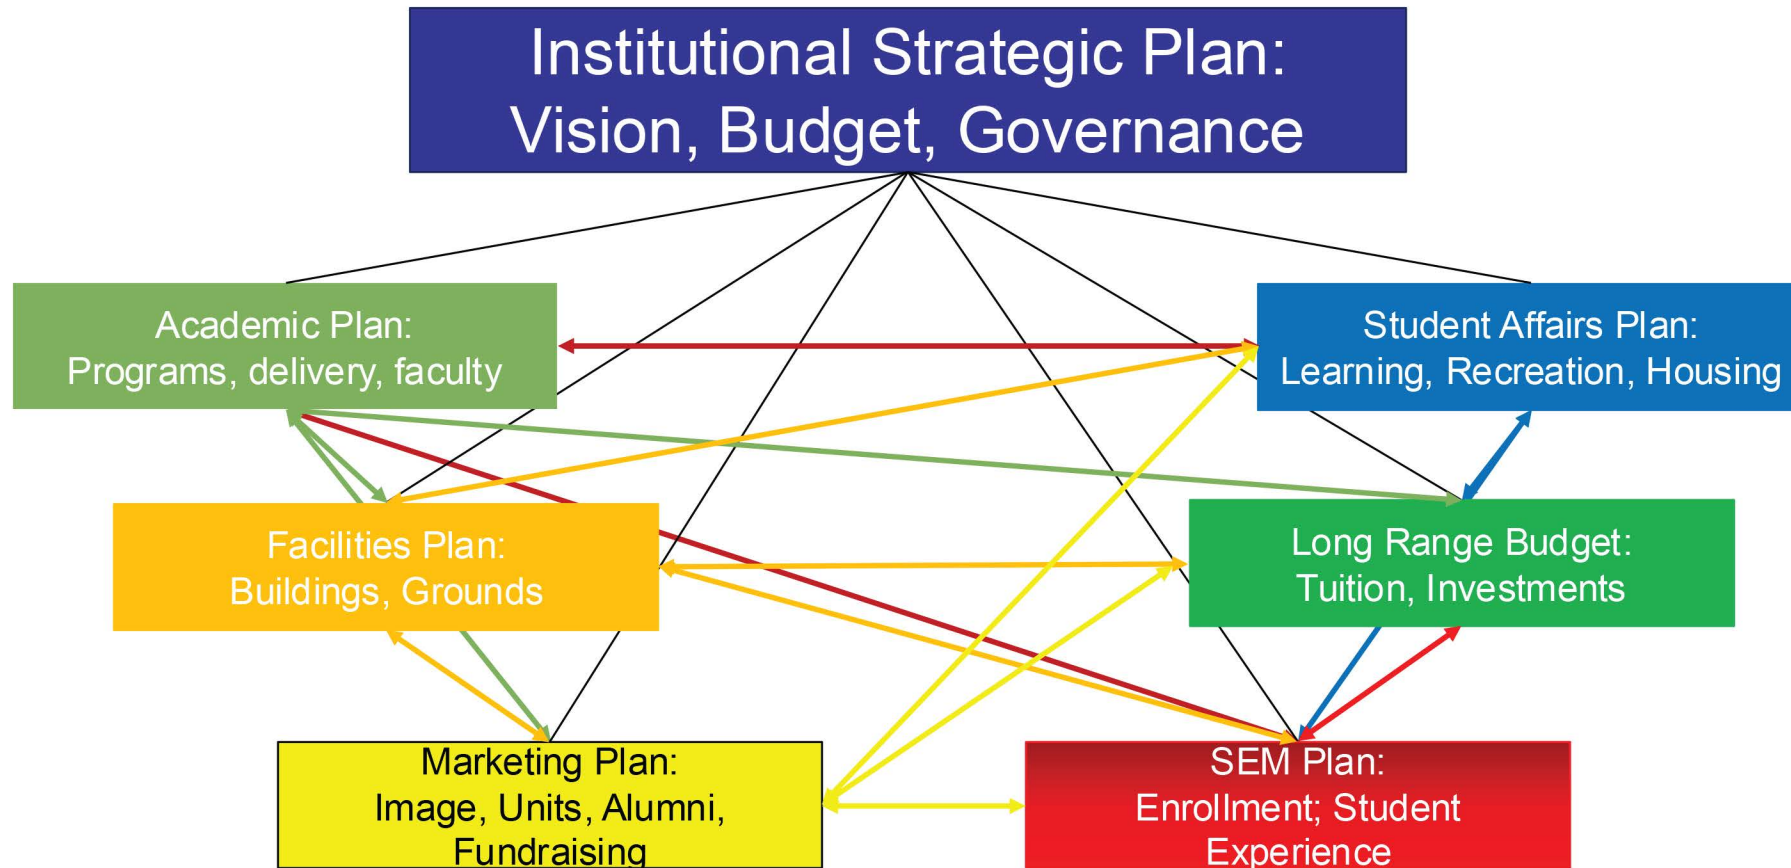 Institutional Strategic Plan:
Vision, Budget, Governance
Academic Plan:
Programs, delivery, faculty
Student Affairs Plan:
Learning, Recreation, Housing
Facilities Plan:
Buildings, Grounds
Long Range Budget:
Tuition, Investments
Marketing Plan:
Image, Units, Alumni,
Fundraising
SEM Plan:
Enrollment; Student
Experience